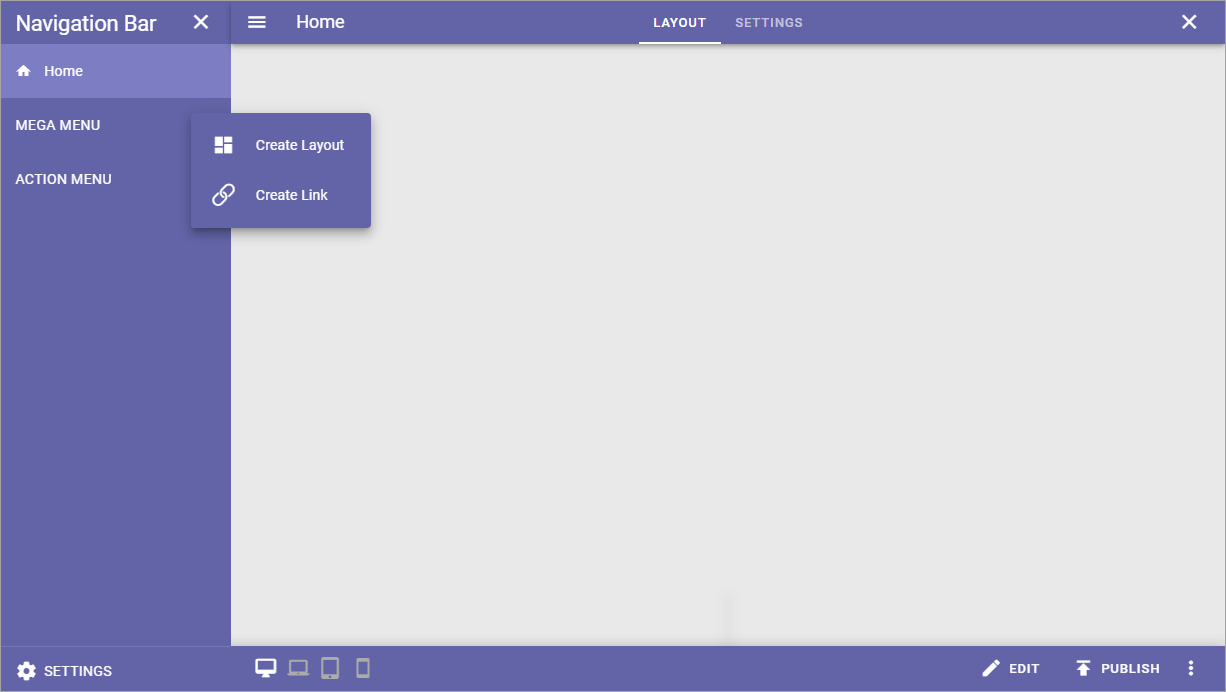 Navigation Bar
Home
LAYOUT
SETTINGS
Home
MEGA MENU
ACTION MENU
Create Layout
Create Link
SETTINGS
EDIT
PUBLISH